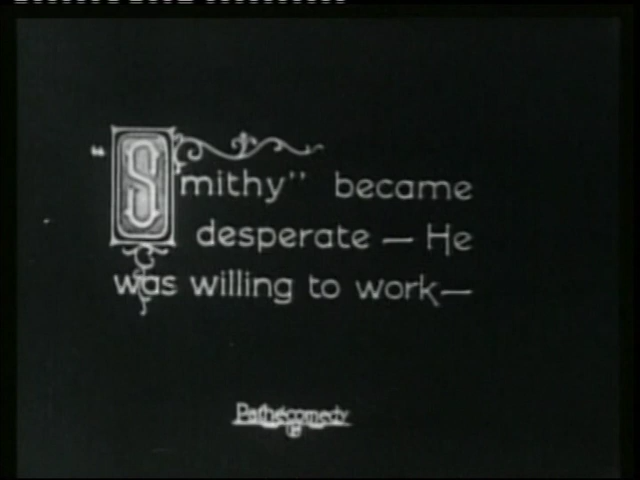 "Smithy" became
desperate — He
was willing to work—
Pathécomedy